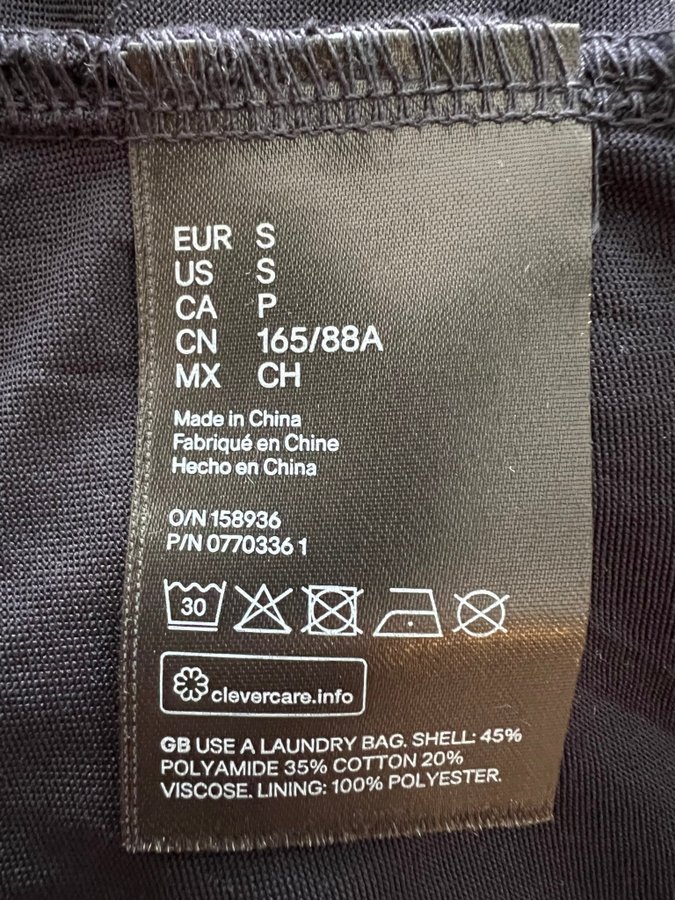 EUR S
US S
CA P
CN 165/88A
MX CH
Made in China
Fabriqué en Chine
Hecho en China
O/N 158936
P/N 0770336 1
30
clevercare.info
GB USE A LAUNDRY BAG. SHELL: 45%
POLYAMIDE 35% COTTON 20%
VISCOSE. LINING: 100% POLYESTER.